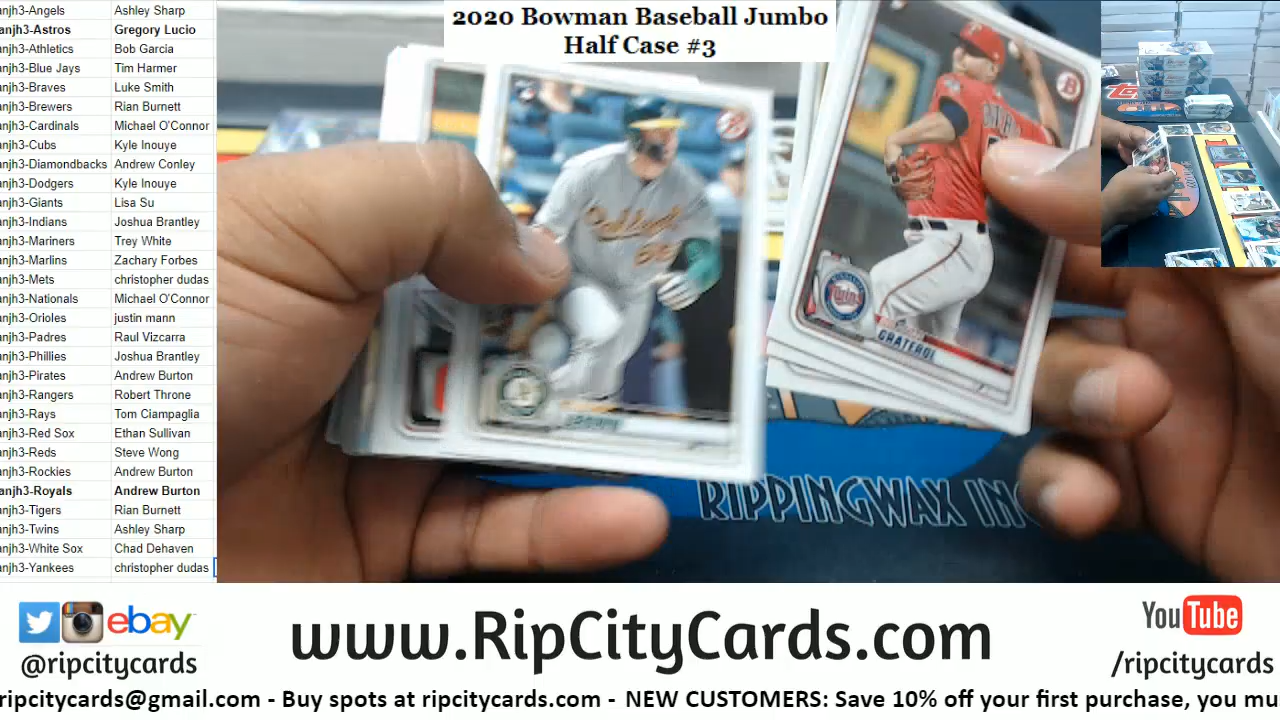 2020 Bowman Baseball Jumbo
Half Case #3
anjh3-Angels Ashley Sharp
anjh3-Astros Gregory Lucio
anjh3-Athletics Bob Garcia
anjh3-Blue Jays Tim Harmer
anjh3-Braves Luke Smith
anjh3-Brewers Rian Burnett
anjh3-Cardinals Michael O'Connor
anjh3-Cubs Kyle Inouye
anjh3-Diamondbacks Andrew Conley
anjh3-Dodgers Kyle Inouye
anjh3-Giants Lisa Su
anjh3-Indians Joshua Brantley
anjh3-Mariners Trey White
anjh3-Marlins Zachary Forbes
anjh3-Mets christopher dudas
anjh3-Nationals Michael O'Connor
anjh3-Orioles justin mann
anjh3-Padres Raul Vizcarra
anjh3-Phillies Joshua Brantley
anjh3-Pirates Andrew Burton
anjh3-Rangers Robert Throne
anjh3-Rays Tom Ciampaglia
anjh3-Red Sox Ethan Sullivan
anjh3-Reds Steve Wong
anjh3-Rockies Andrew Burton
anjh3-Royals Andrew Burton
anjh3-Tigers Rian Burnett
anjh3-Twins Ashley Sharp
anjh3-White Sox Chad Dehaven
anjh3-Yankees christopher dudas
Oakland
B
Twins
GRATEROL
BROWN
RIPPINGWAX INC
ebay
@ripcitycards
www.RipCityCards.com
YouTube
/ripcitycards
ripcitycards@gmail.com - Buy spots at ripcitycards.com - NEW CUSTOMERS: Save 10% off your first purchase, you mu